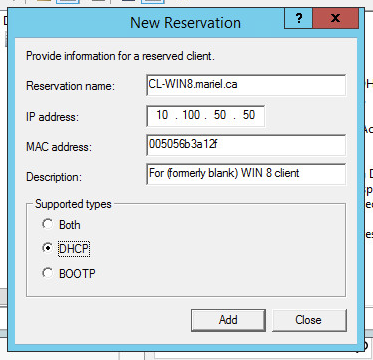 New Reservation
?
X
Provide information for a reserved client.
Reservation name: CL-WIN8.mariel.ca
IP address: 10 . 100 . 50 . 50
MAC address: 005056b3a12f
Description: For (formerly blank) WIN 8 client
Supported types
Both
DHCP
BOOTP
Add Close